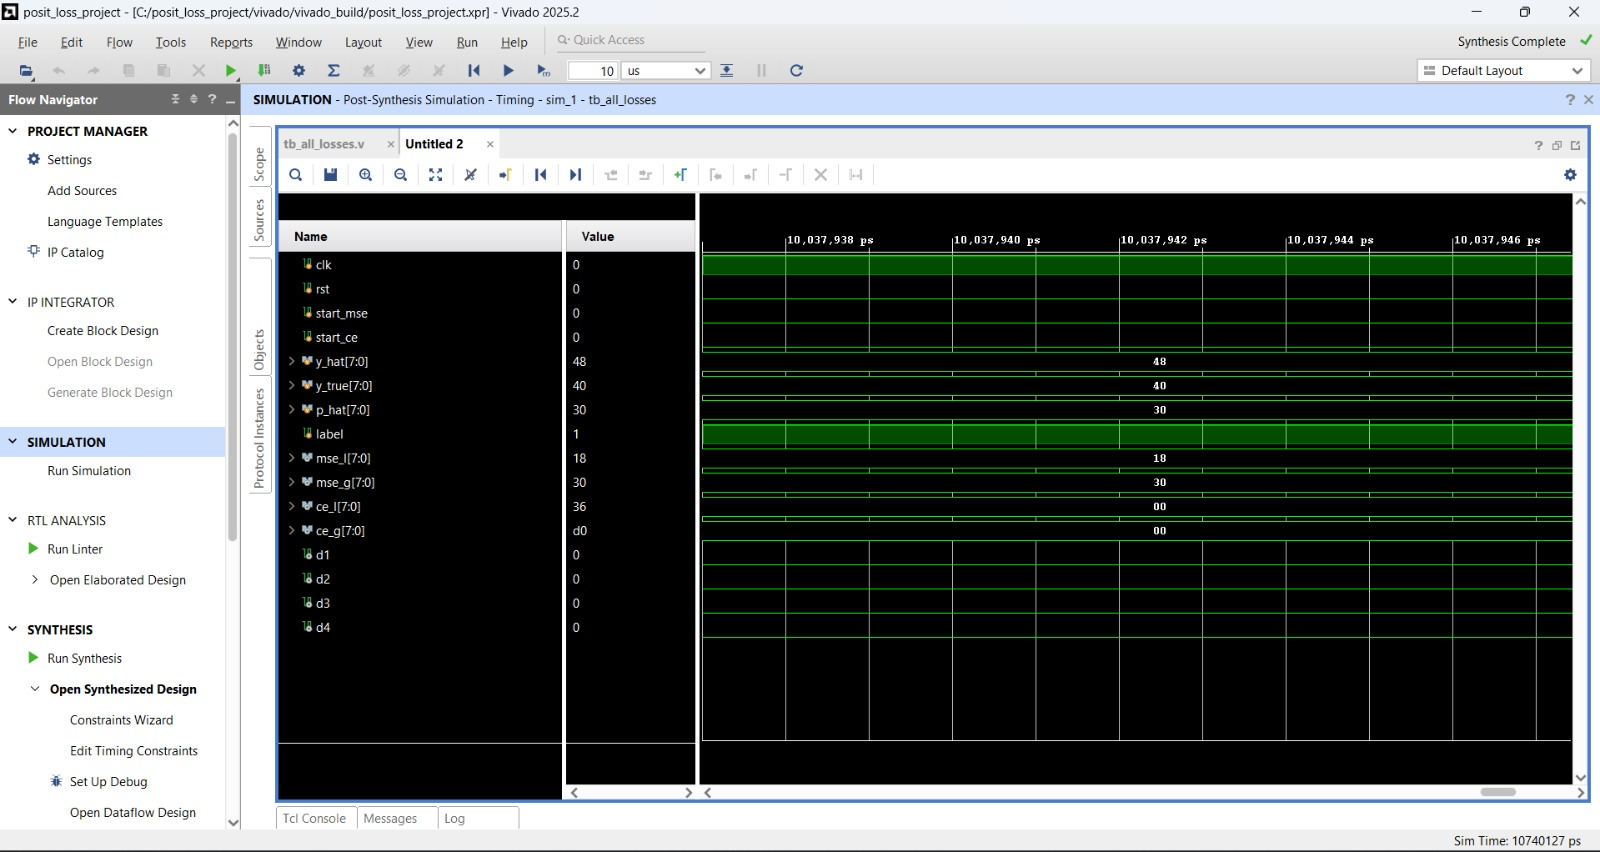 posit_loss_project - [C:/posit_loss_project/vivado/vivado_build/posit_loss_project.xpr] - Vivado 2025.2
File Edit Flow Tools Reports Window Layout View Run Help Quick Access
Synthesis Complete
10 us
Default Layout
Flow Navigator
SIMULATION - Post-Synthesis Simulation - Timing - sim_1 - tb_all_losses
PROJECT MANAGER
Settings
Add Sources
Language Templates
IP Catalog
IP INTEGRATOR
Create Block Design
Open Block Design
Generate Block Design
SIMULATION
Run Simulation
RTL ANALYSIS
Run Linter
Open Elaborated Design
SYNTHESIS
Run Synthesis
Open Synthesized Design
Constraints Wizard
Edit Timing Constraints
Set Up Debug
Open Dataflow Design
Scope
Sources
Objects
Protocol Instances
tb_all_losses.v
Untitled 2
Name Value
10,037,938 ps 10,037,940 ps 10,037,942 ps 10,037,944 ps 10,037,946 ps
clk 0
rst 0
start_mse 0
start_ce 0
y_hat[7:0] 48 48
y_true[7:0] 40 40
p_hat[7:0] 30 30
label 1
mse_l[7:0] 18 18
mse_g[7:0] 30 30
ce_l[7:0] 36 00
ce_g[7:0] d0 00
d1 0
d2 0
d3 0
d4 0
Tcl Console Messages Log
Sim Time: 10740127 ps